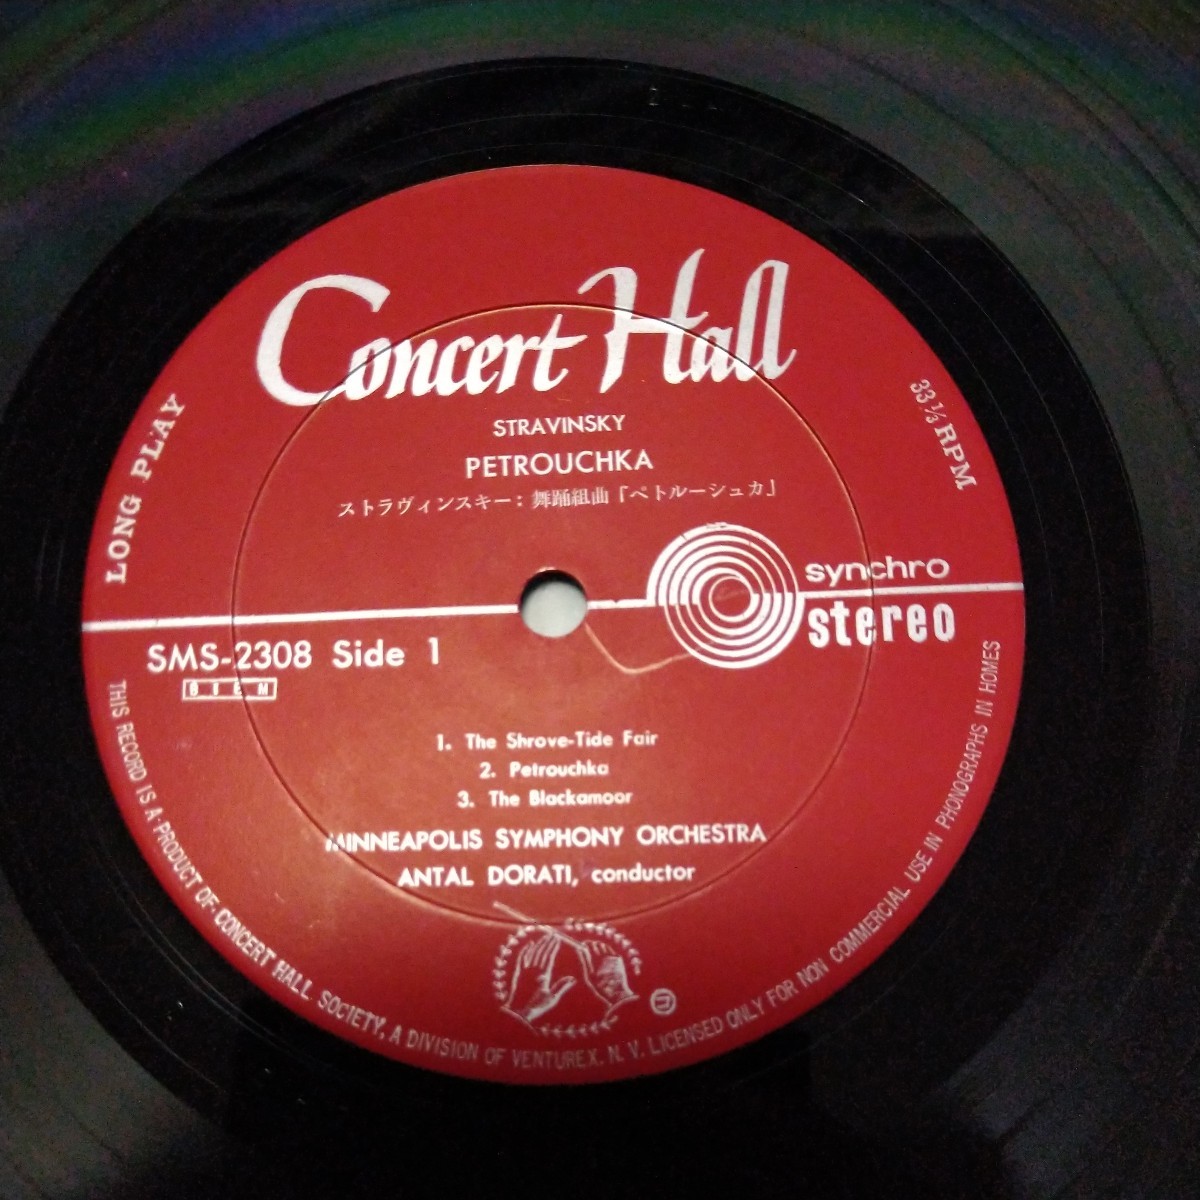 Concert Hall
STRAVINSKY
PETROUCHKA
ストラヴィンスキー：舞踊組曲「ペトルーシュカ」
LONG PLAY
33 1/3 RPM
synchro
stereo
SMS-2308 Side 1
BIEM
1. The Shrove-Tide Fair
2. Petrouchka
3. The Blackamoor
MINNEAPOLIS SYMPHONY ORCHESTRA
ANTAL DORATI, conductor
THIS RECORD IS A PRODUCT OF CONCERT HALL SOCIETY, A DIVISION OF VENTUREX. N. V. LICENSED ONLY FOR NON COMMERCIAL USE IN PHONOGRAPHS IN HOMES